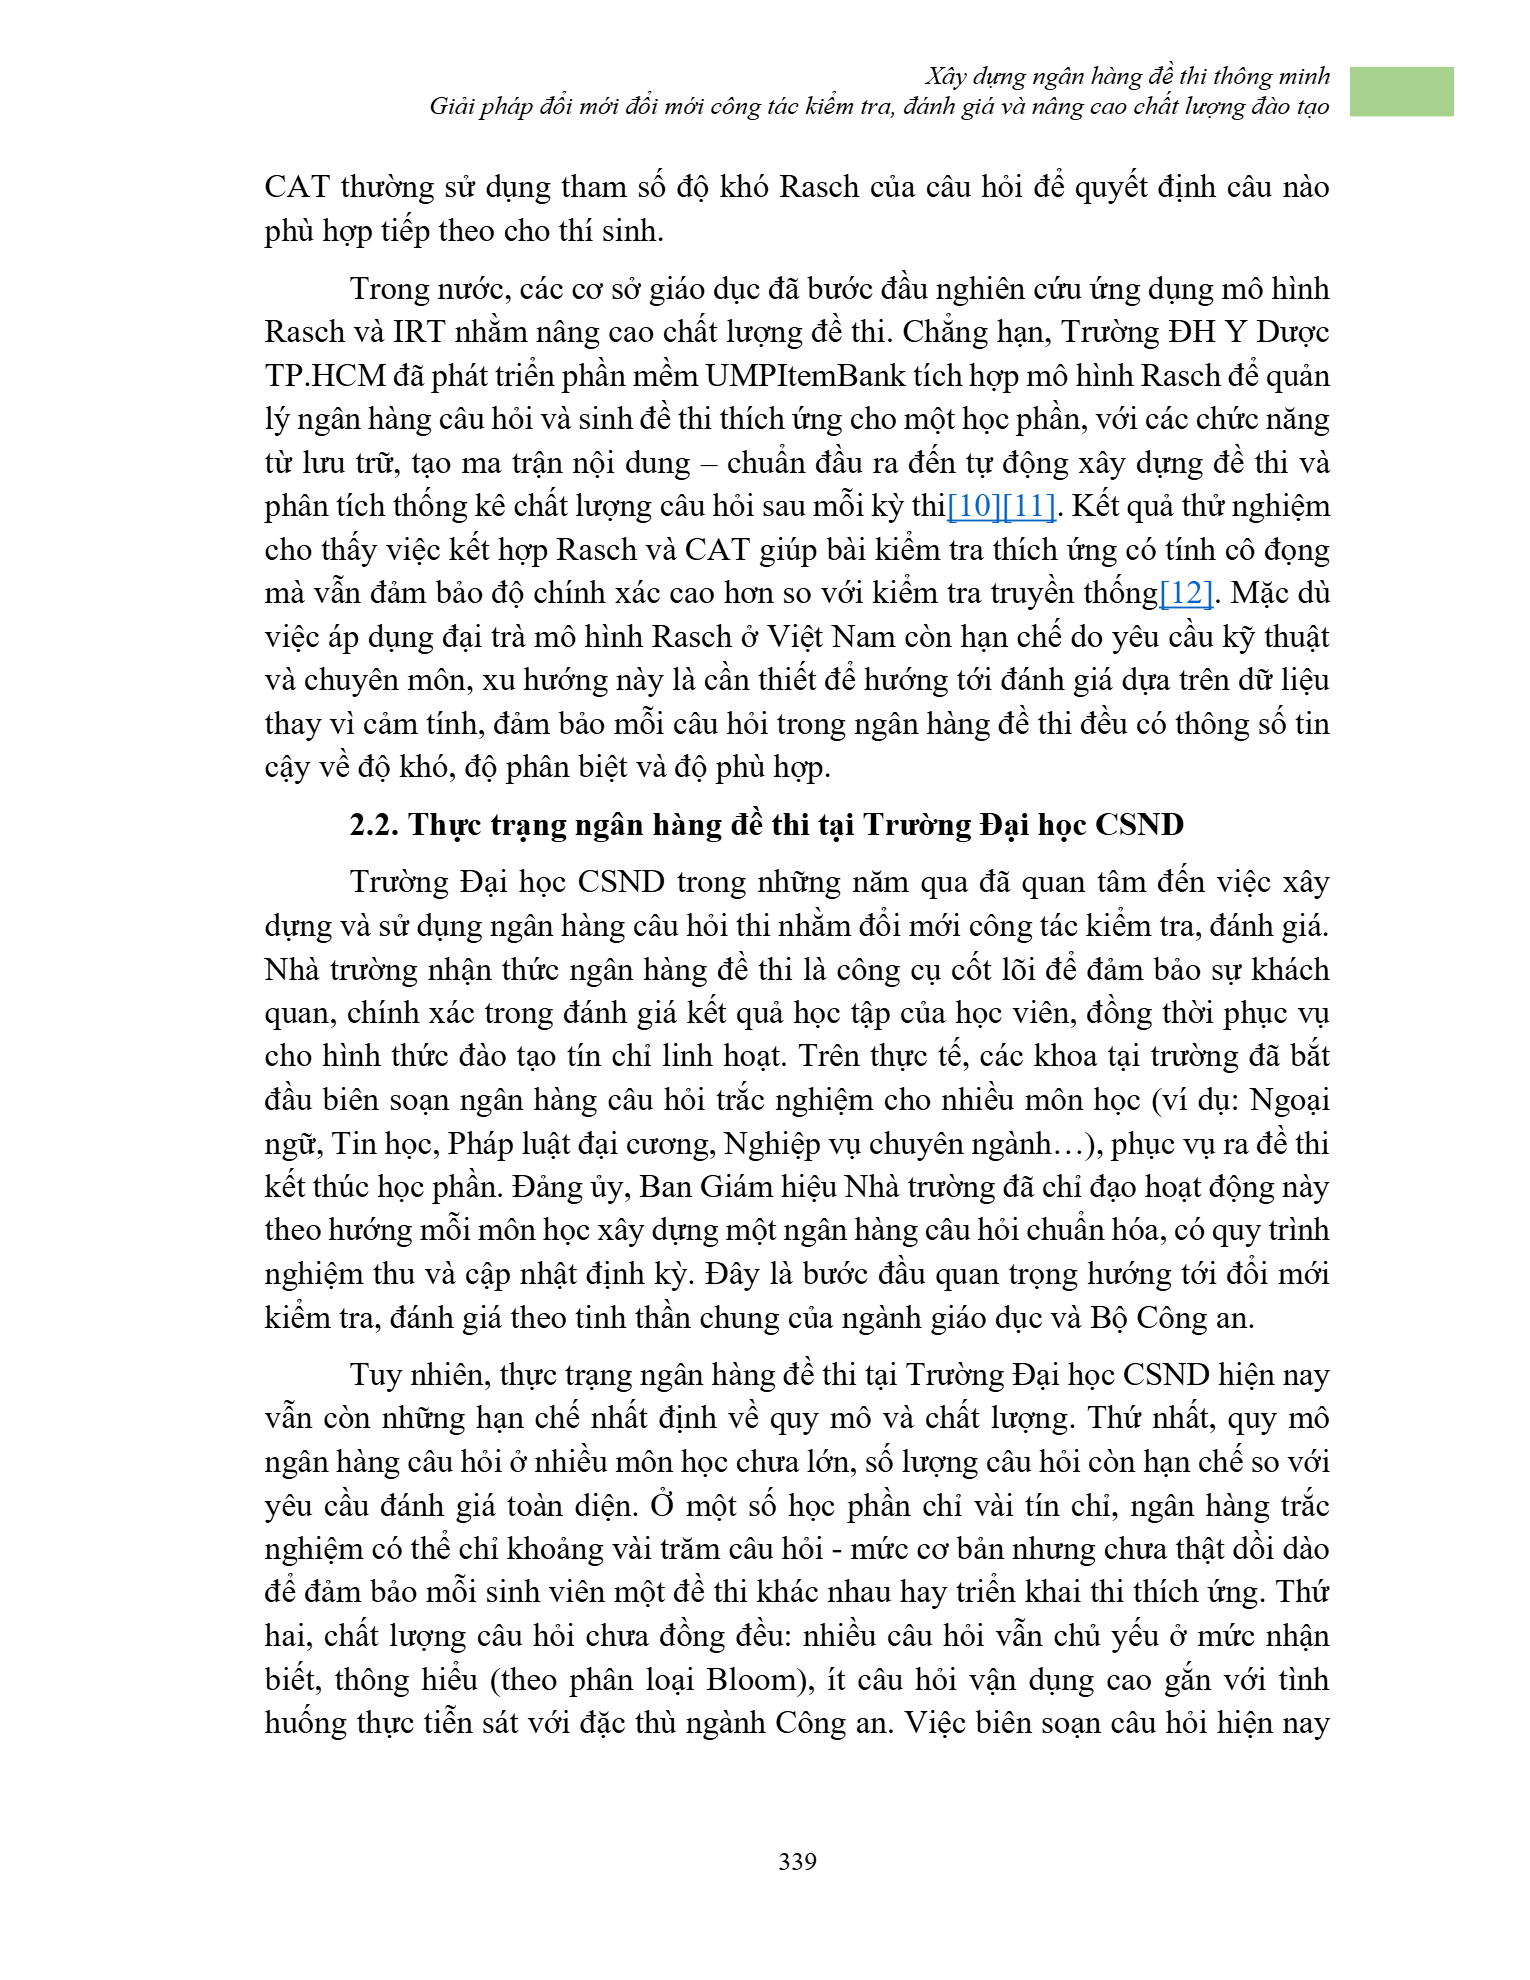 Xây dựng ngân hàng đề thi thông minh
Giải pháp đổi mới đổi mới công tác kiểm tra, đánh giá và nâng cao chất lượng đào tạo
CAT thường sử dụng tham số độ khó Rasch của câu hỏi để quyết định câu nào
phù hợp tiếp theo cho thí sinh.
Trong nước, các cơ sở giáo dục đã bước đầu nghiên cứu ứng dụng mô hình
Rasch và IRT nhằm nâng cao chất lượng đề thi. Chẳng hạn, Trường ĐH Y Dược
TP.HCM đã phát triển phần mềm UMPItemBank tích hợp mô hình Rasch để quản
lý ngân hàng câu hỏi và sinh đề thi thích ứng cho một học phần, với các chức năng
từ lưu trữ, tạo ma trận nội dung – chuẩn đầu ra đến tự động xây dựng đề thi và
phân tích thống kê chất lượng câu hỏi sau mỗi kỳ thi[10][11]. Kết quả thử nghiệm
cho thấy việc kết hợp Rasch và CAT giúp bài kiểm tra thích ứng có tính cô đọng
mà vẫn đảm bảo độ chính xác cao hơn so với kiểm tra truyền thống[12]. Mặc dù
việc áp dụng đại trà mô hình Rasch ở Việt Nam còn hạn chế do yêu cầu kỹ thuật
và chuyên môn, xu hướng này là cần thiết để hướng tới đánh giá dựa trên dữ liệu
thay vì cảm tính, đảm bảo mỗi câu hỏi trong ngân hàng đề thi đều có thông số tin
cậy về độ khó, độ phân biệt và độ phù hợp.
2.2. Thực trạng ngân hàng đề thi tại Trường Đại học CSND
Trường Đại học CSND trong những năm qua đã quan tâm đến việc xây
dựng và sử dụng ngân hàng câu hỏi thi nhằm đổi mới công tác kiểm tra, đánh giá.
Nhà trường nhận thức ngân hàng đề thi là công cụ cốt lõi để đảm bảo sự khách
quan, chính xác trong đánh giá kết quả học tập của học viên, đồng thời phục vụ
cho hình thức đào tạo tín chỉ linh hoạt. Trên thực tế, các khoa tại trường đã bắt
đầu biên soạn ngân hàng câu hỏi trắc nghiệm cho nhiều môn học (ví dụ: Ngoại
ngữ, Tin học, Pháp luật đại cương, Nghiệp vụ chuyên ngành…), phục vụ ra đề thi
kết thúc học phần. Đảng ủy, Ban Giám hiệu Nhà trường đã chỉ đạo hoạt động này
theo hướng mỗi môn học xây dựng một ngân hàng câu hỏi chuẩn hóa, có quy trình
nghiệm thu và cập nhật định kỳ. Đây là bước đầu quan trọng hướng tới đổi mới
kiểm tra, đánh giá theo tinh thần chung của ngành giáo dục và Bộ Công an.
Tuy nhiên, thực trạng ngân hàng đề thi tại Trường Đại học CSND hiện nay
vẫn còn những hạn chế nhất định về quy mô và chất lượng. Thứ nhất, quy mô
ngân hàng câu hỏi ở nhiều môn học chưa lớn, số lượng câu hỏi còn hạn chế so với
yêu cầu đánh giá toàn diện. Ở một số học phần chỉ vài tín chỉ, ngân hàng trắc
nghiệm có thể chỉ khoảng vài trăm câu hỏi - mức cơ bản nhưng chưa thật dồi dào
để đảm bảo mỗi sinh viên một đề thi khác nhau hay triển khai thi thích ứng. Thứ
hai, chất lượng câu hỏi chưa đồng đều: nhiều câu hỏi vẫn chủ yếu ở mức nhận
biết, thông hiểu (theo phân loại Bloom), ít câu hỏi vận dụng cao gắn với tình
huống thực tiễn sát với đặc thù ngành Công an. Việc biên soạn câu hỏi hiện nay
339